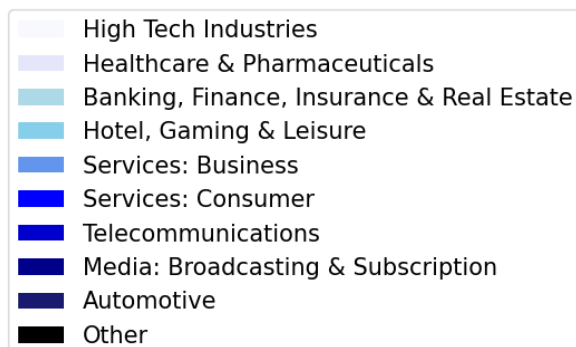 High Tech Industries
Healthcare & Pharmaceuticals
Banking, Finance, Insurance & Real Estate
Hotel, Gaming & Leisure
Services: Business
Services: Consumer
Telecommunications
Media: Broadcasting & Subscription
Automotive
Other